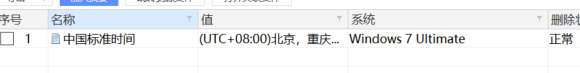 序号 名称 值 系统 删除状
1 中国标准时间 (UTC+08:00)北京，重庆... Windows 7 Ultimate 正常